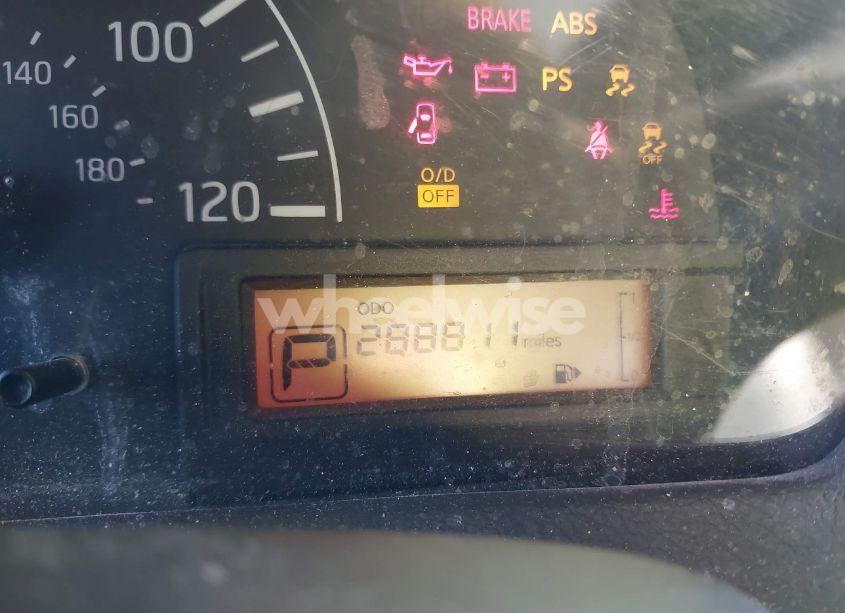 BRAKE ABS
100
140
PS
160
180
O/D
OFF
OFF
120
wheelwise
ODO
miles
P